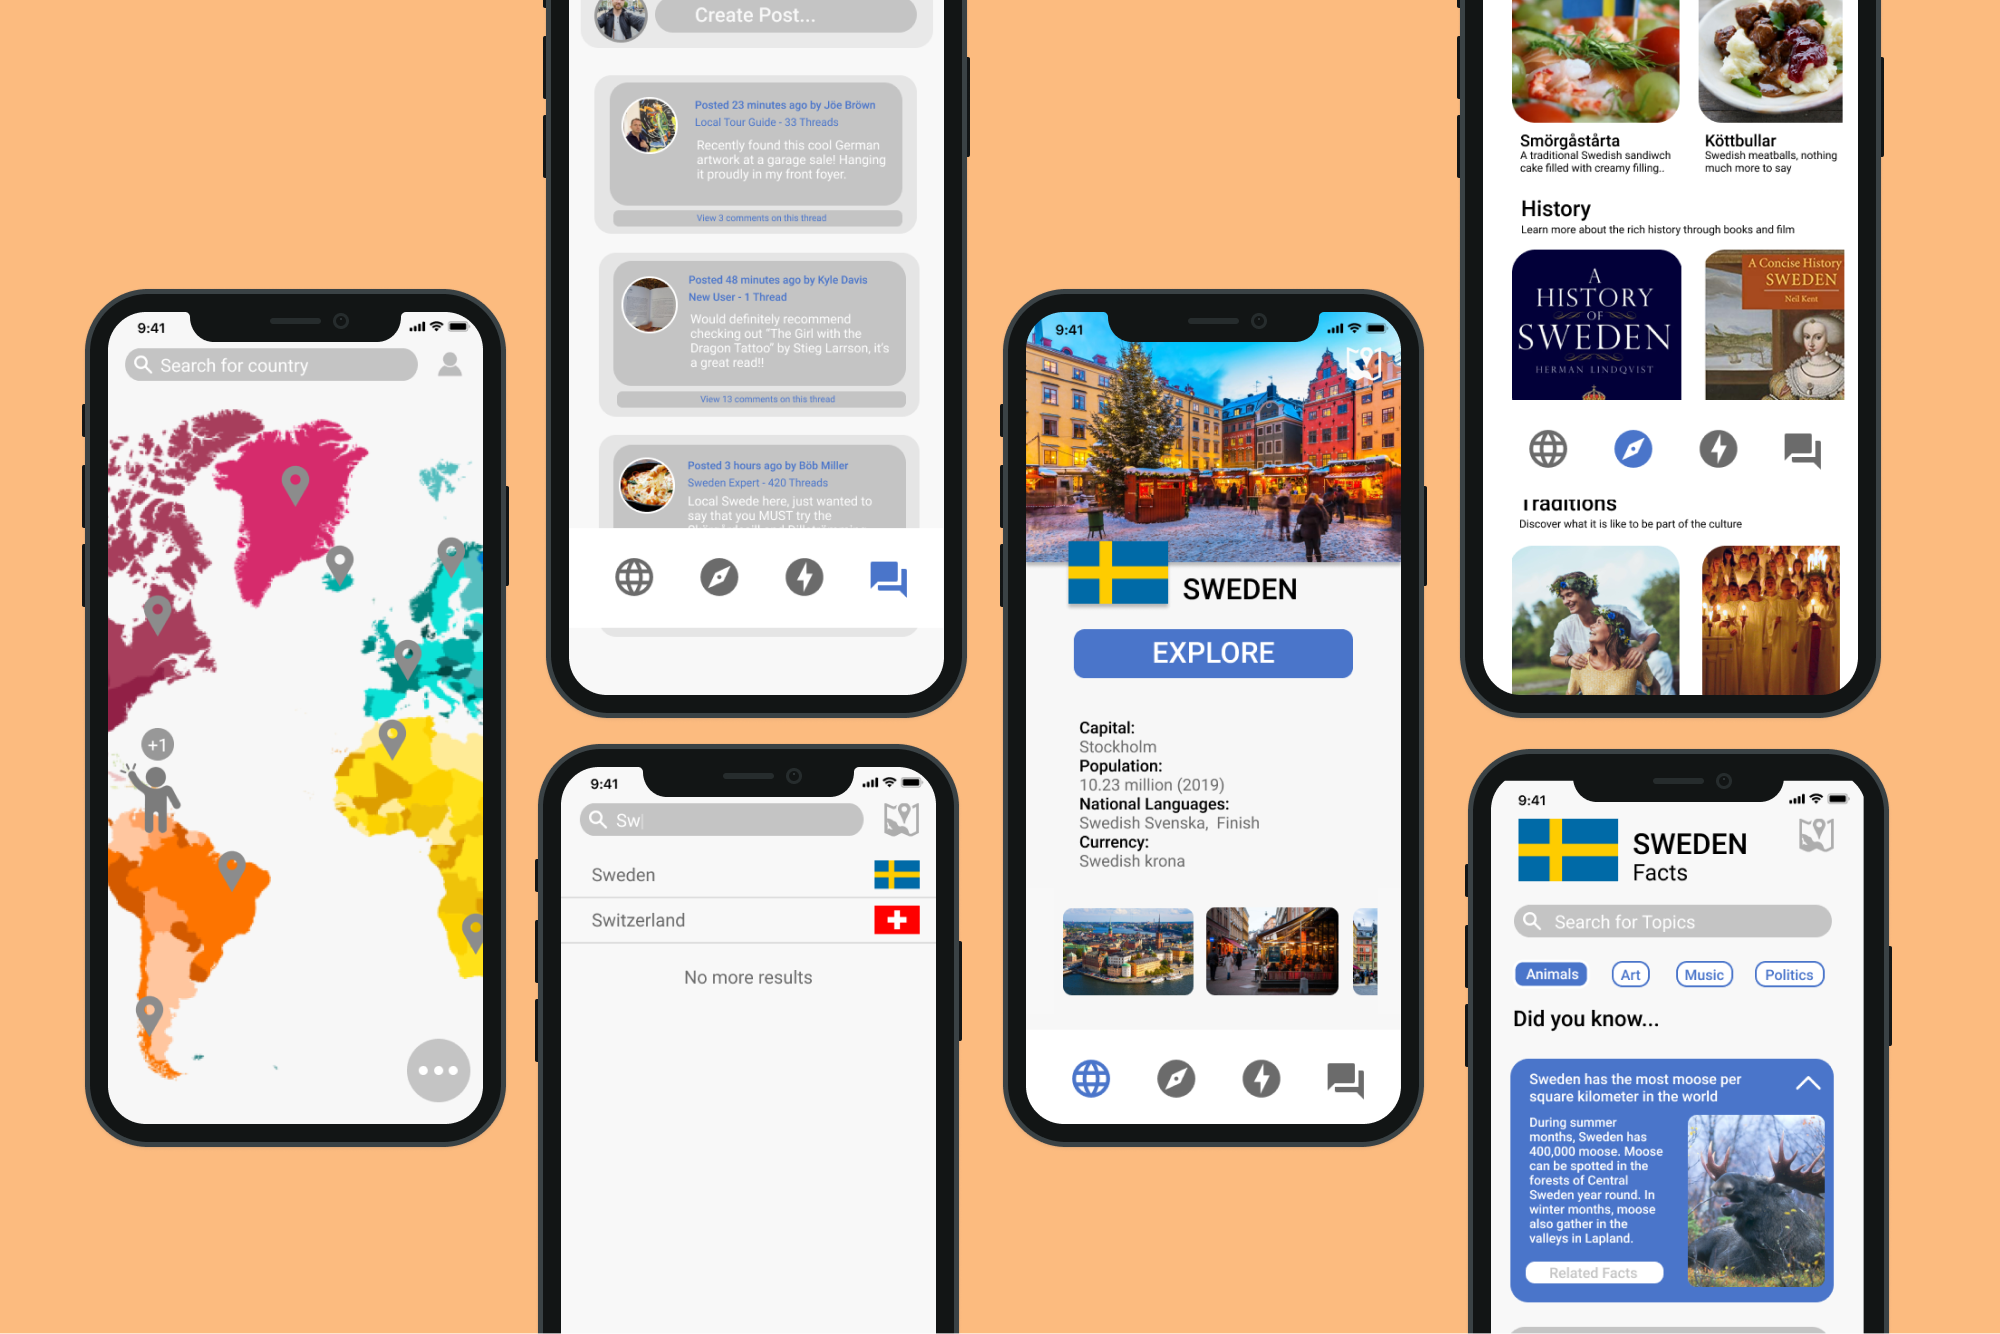 9:41
Search for country
+1
Create Post...
Posted 23 minutes ago by Jöe Bröwn
Local Tour Guide - 33 Threads
Recently found this cool German
artwork at a garage sale! Hanging
it proudly in my front foyer.
View 3 comments on this thread
Posted 48 minutes ago by Kyle Davis
New User - 1 Thread
Would definitely recommend
checking out "The Girl with the
Dragon Tattoo" by Stieg Larrson, it's
a great read!!
View 13 comments on this thread
Posted 3 hours ago by Böb Miller
Sweden Expert - 420 Threads
Local Swede here, just wanted to
say that you MUST try the
9:41
Sw
Sweden
Switzerland
No more results
9:41
SWEDEN
EXPLORE
Capital:
Stockholm
Population:
10.23 million (2019)
National Languages:
Swedish Svenska, Finish
Currency:
Swedish krona
Smörgåstårta
A traditional Swedish sandiwch
cake filled with creamy filling..
Köttbullar
Swedish meatballs, nothing
much more to say
History
Learn more about the rich history through books and film
A
HISTORY
OF
SWEDEN
HERMAN LINDQVIST
A Concise History
SWEDEN
Neil Kent
Traditions
Discover what it is like to be part of the culture
9:41
SWEDEN
Facts
Search for Topics
Animals
Art
Music
Politics
Did you know...
Sweden has the most moose per
square kilometer in the world
During summer
months, Sweden has
400,000 moose. Moose
can be spotted in the
forests of Central
Sweden year round. In
winter months, moose
also gather in the
valleys in Lapland.
Related Facts